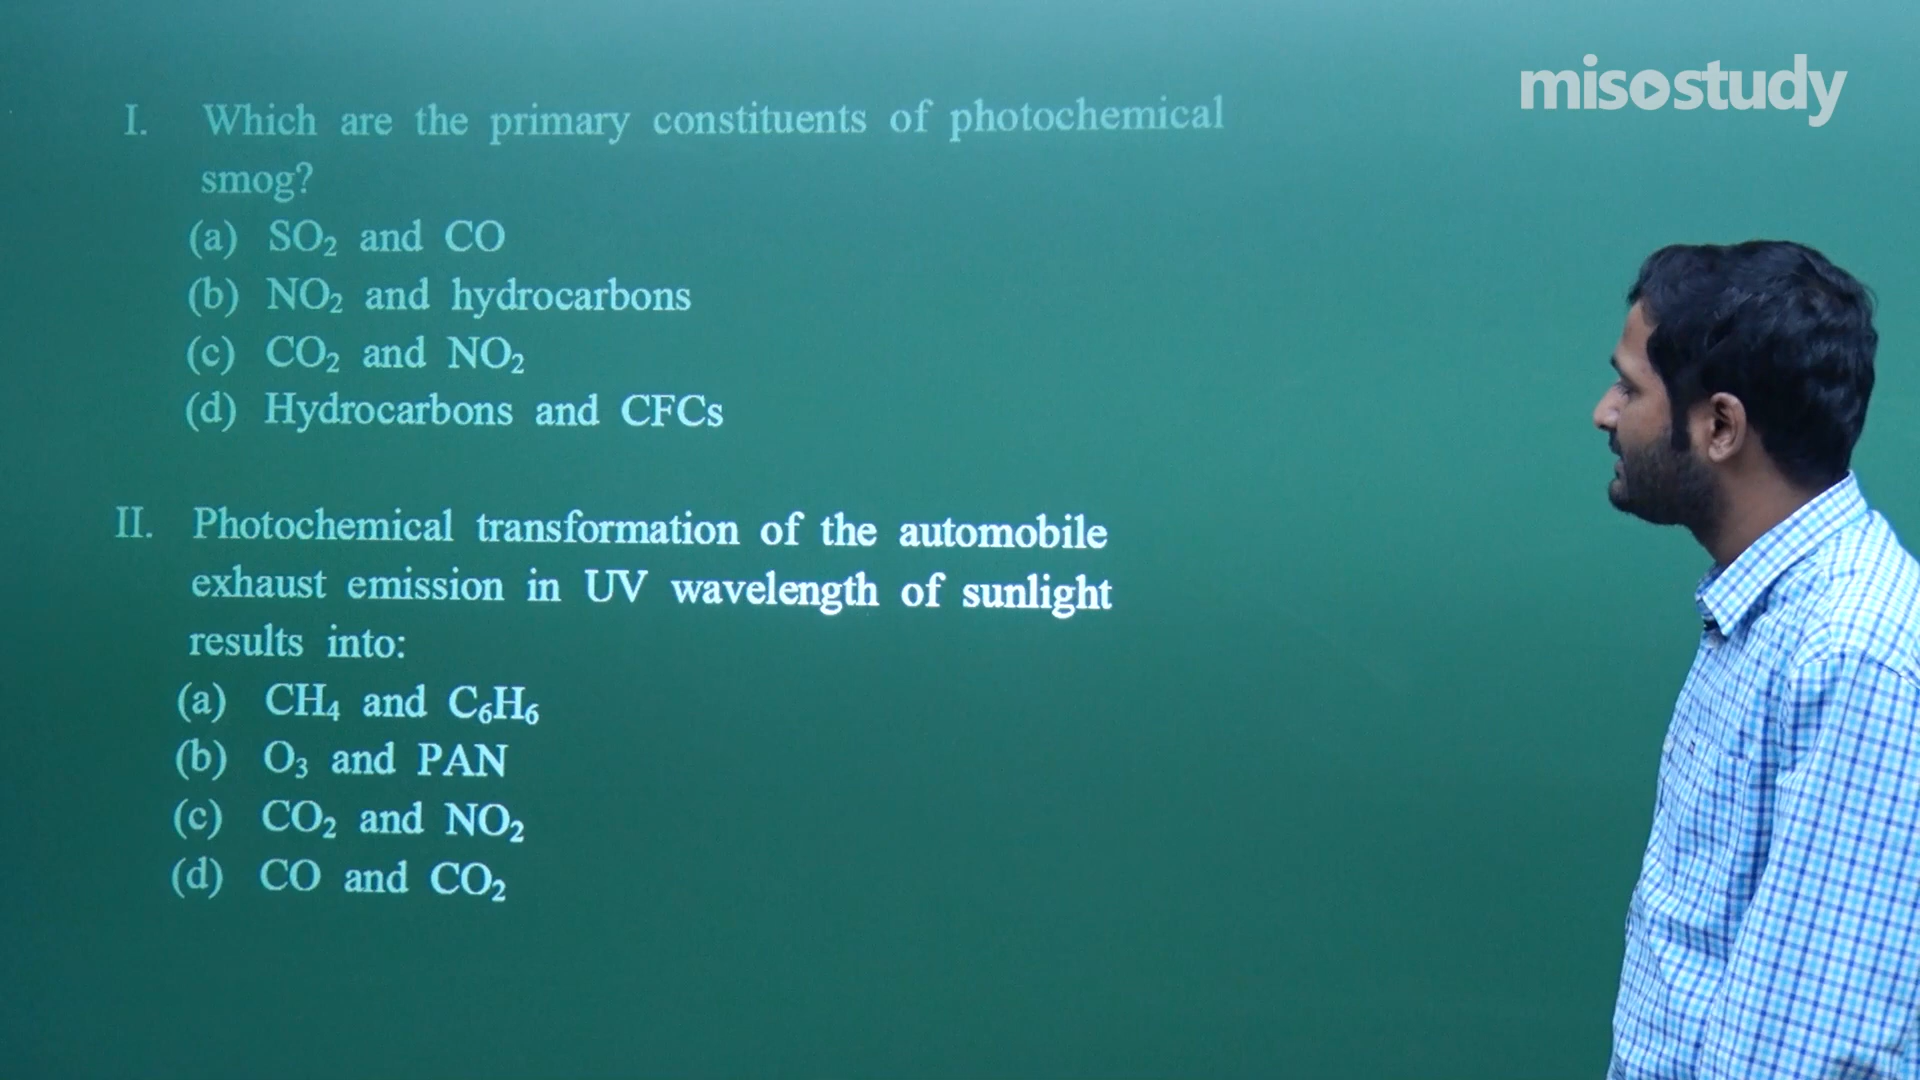 misostudy
I. Which are the primary constituents of photochemical
smog?
(a) SO₂ and CO
(b) NO₂ and hydrocarbons
(c) CO₂ and NO₂
(d) Hydrocarbons and CFCs
II. Photochemical transformation of the automobile
exhaust emission in UV wavelength of sunlight
results into:
(a) CH₄ and C₆H₆
(b) O₃ and PAN
(c) CO₂ and NO₂
(d) CO and CO₂